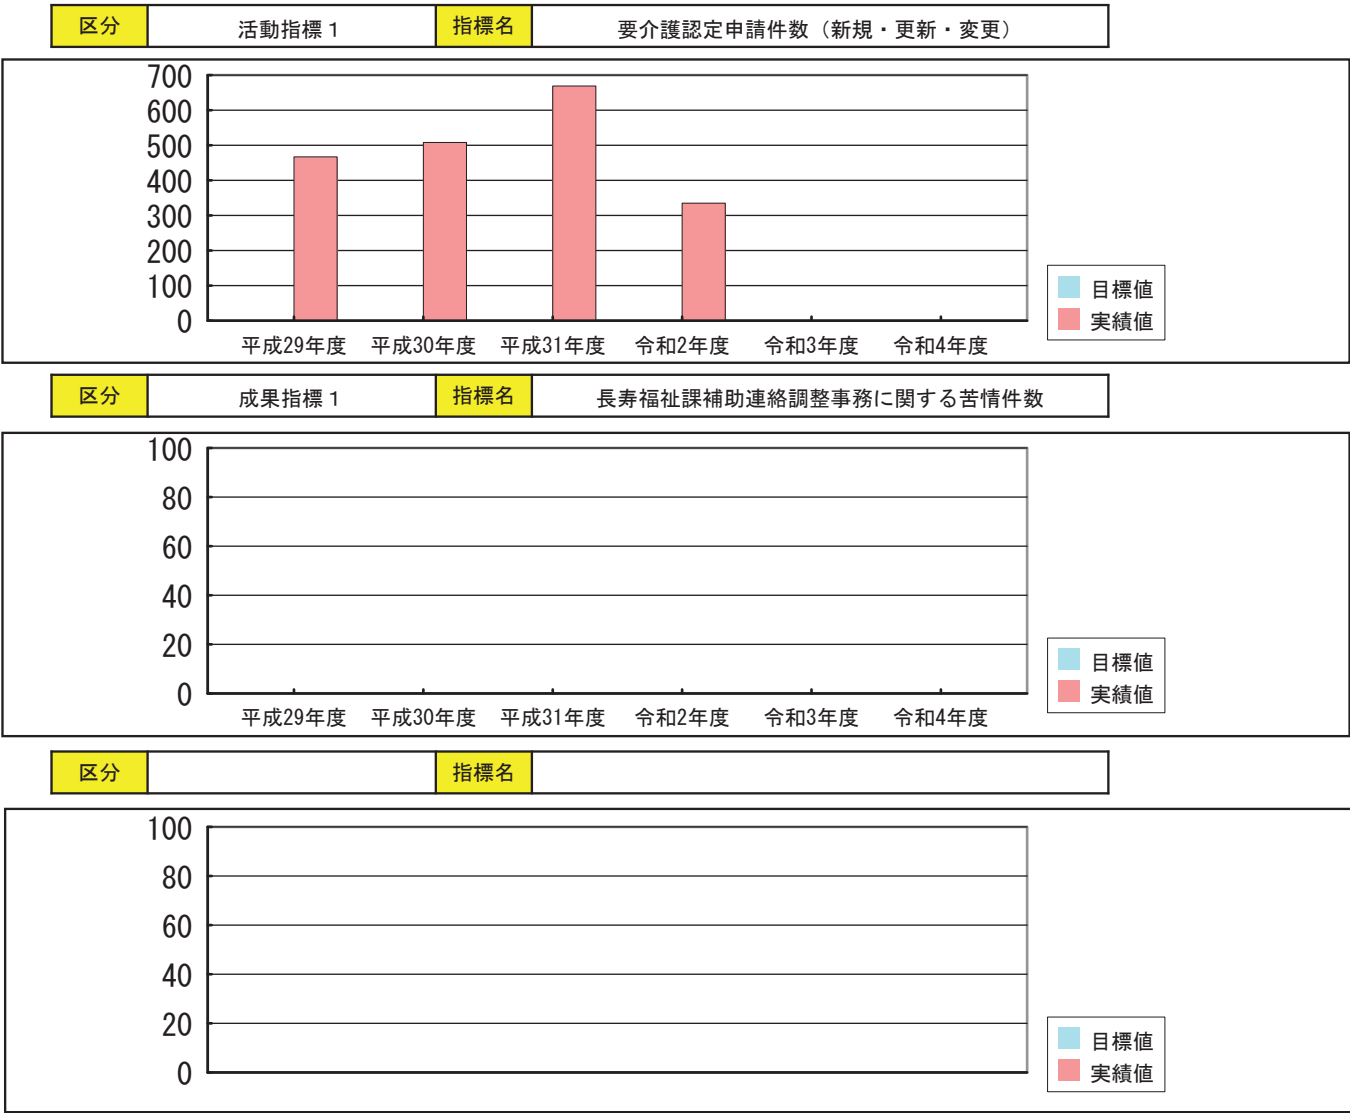 区分 活動指標1 指標名 要介護認定申請件数（新規・更新・変更）
700
600
500
400
300
200
100
0
平成29年度 平成30年度 平成31年度 令和2年度 令和3年度 令和4年度
目標値
実績値
区分 成果指標1 指標名 長寿福祉課補助連絡調整事務に関する苦情件数
100
80
60
40
20
0
平成29年度 平成30年度 平成31年度 令和2年度 令和3年度 令和4年度
目標値
実績値
区分 指標名
100
80
60
40
20
0
目標値
実績値